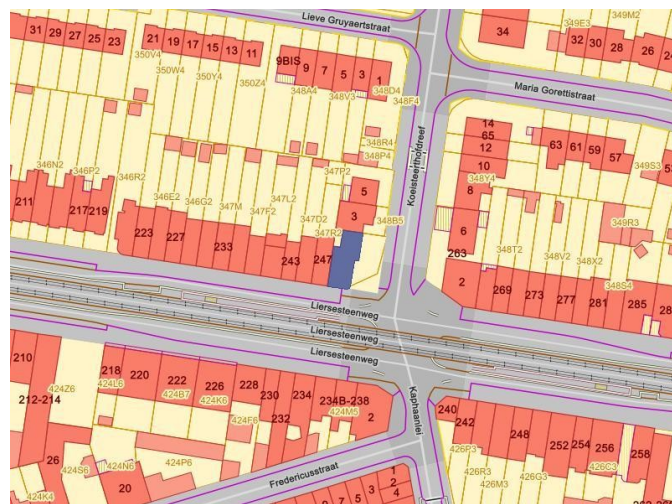 Lieve Gruyaertstraat
349M2
349E3
34
31 29 27 25 23
21 19 17 15 13 11
350V4
350W4
350Y4
350Z4
9BIS 9 7 5 3 1
348A4
348V3
348D4
348F4
32 30 28 26
Maria Gorettistraat
Koeisteerthofdreef
14
65
12
10
8
348Y4
6
263
63 61 59 57
349S3
349R3
348R4
348P4
346N2
346P2
346R2
346E2
346G2
347M
347F2
347L2
347D2
347P2
347R2
348B5
5
3
211
217 219
223 227 233 243 247
348T2
348V2
348X2
348S4
2
269 273 277 281 285
Liersesteenweg
Liersesteenweg
Liersesteenweg
210
212-214
218 220 222 226 228 230 232 234 234B-238
424Z6
424L6
424B7
424K6
424F6
424M5
2
Kaphaanlei
240 242 248 252 254 256 258
426P3
426R3
426M3
426G3
426C3
26
424S6
424N6
424P6
424K4
20
Fredericusstraat
9 7 5 3
1
2
4